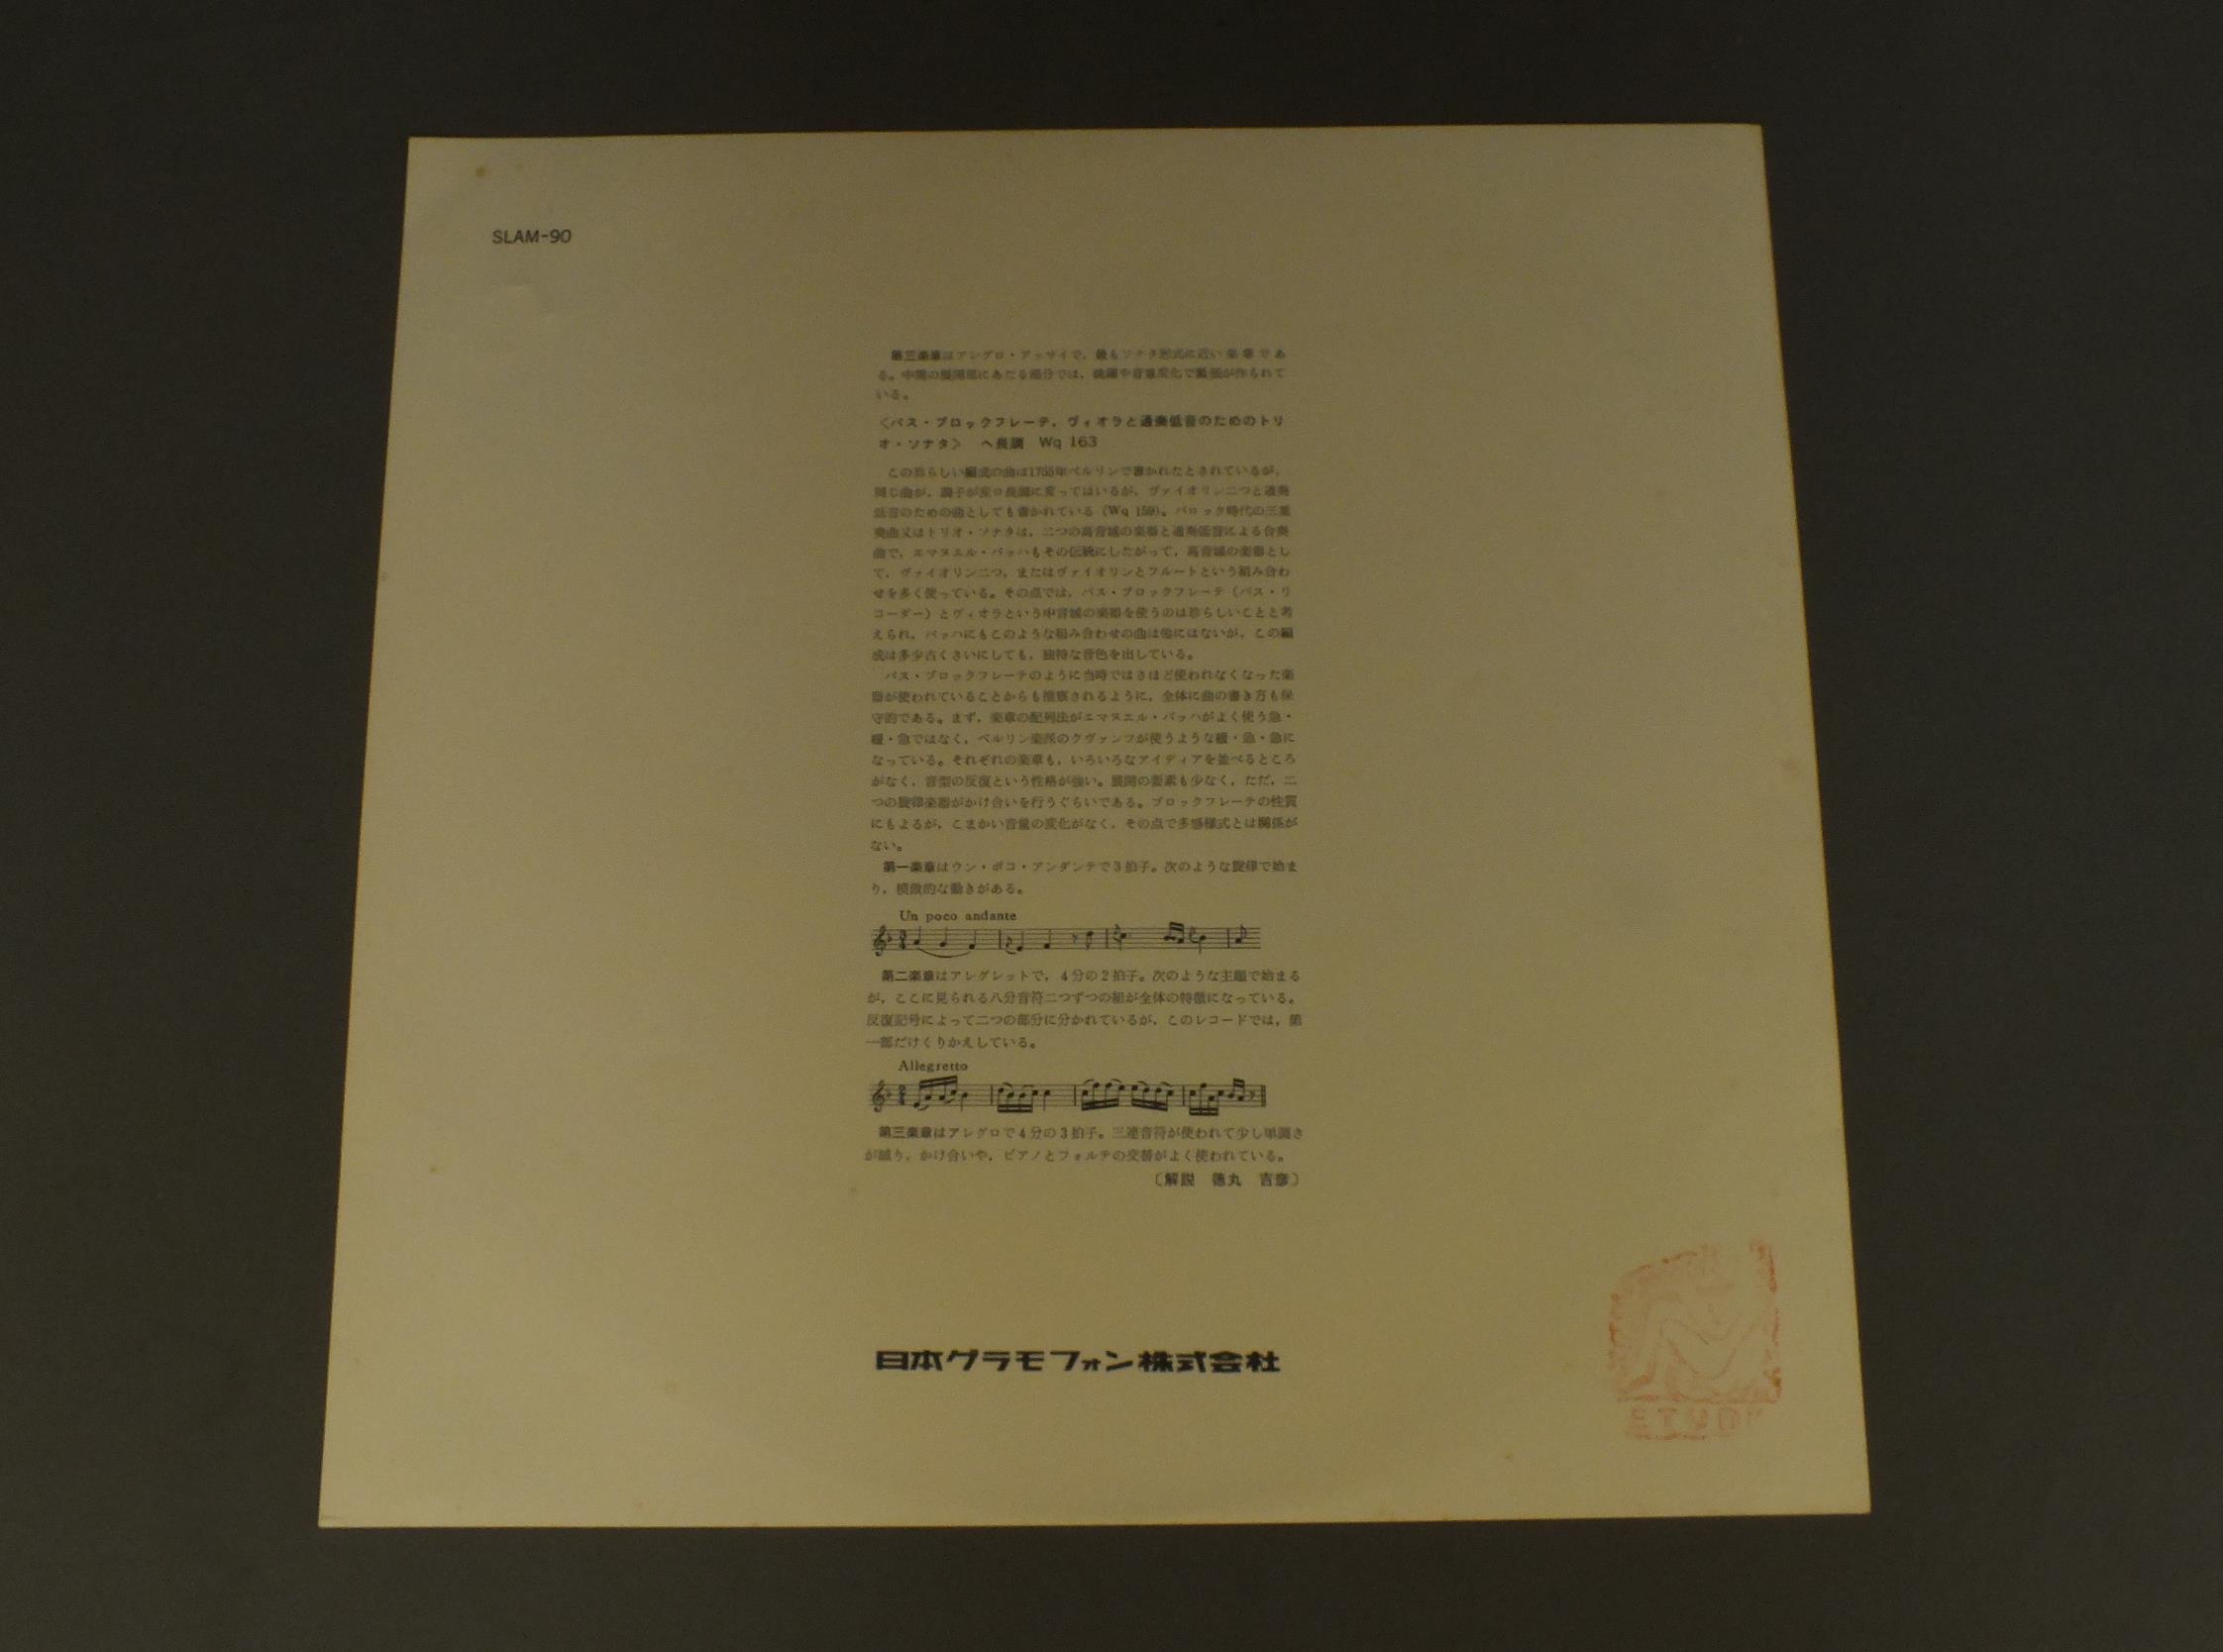 SLAM-90
第三楽章はアレグロ・アッサイで，最もソナタ形式に近い楽章であ
る。中間の展開部にあたる部分では，転調や音量変化で緊張が作られて
いる。
〈バス・ブロックフレーテ，ヴィオラと通奏低音のためのトリ
オ・ソナタ〉　ヘ長調　Wq 163
この珍らしい編成の曲は1755年ベルリンで書かれたとされているが，
同じ曲が，調子が変ロ長調に変ってはいるが，ヴァイオリン二つと通奏
低音のための曲としても書かれている（Wq 159)。バロック時代の三重
奏曲又はトリオ・ソナタは，二つの高音域の楽器と通奏低音による合奏
曲で，エマヌエル・バッハもその伝統にしたがって，高音域の楽器とし
て，ヴァイオリン二つ，またはヴァイオリンとフルートという組み合わ
せを多く使っている。その点では，バス・ブロックフレーテ（バス・リ
コーダー）とヴィオラという中音域の楽器を使うのは珍らしいことと考
えられ，バッハにもこのような組み合わせの曲は他にはないが，この編
成は多少古くさいにしても，独特な音色を出している。
バス・ブロックフレーテのように当時ではさほど使われなくなった楽
器が使われていることからも推察されるように，全体に曲の書き方も保
守的である。まず，楽章の配列法がエマヌエル・バッハがよく使う急・
緩・急ではなく，ベルリン楽派のクヴァンツが使うような緩・急・急に
なっている。それぞれの楽章も，いろいろなアイディアを並べるところ
がなく，音型の反復という性格が強い。展開の要素も少なく，ただ，二
つの旋律楽器がかけ合いを行うぐらいである。ブロックフレーテの性質
にもよるが，こまかい音量の変化がなく，その点で多感様式とは関係が
ない。
第一楽章はウン・ポコ・アンダンテで3拍子。次のような旋律で始ま
り，模倣的な動きがある。
Un poco andante
第二楽章はアレグレットで，4分の2拍子。次のような主題で始まる
が，ここに見られる八分音符二つずつの組が全体の特徴になっている。
反復記号によって二つの部分に分かれているが，このレコードでは，第
一部だけくりかえしている。
Allegretto
第三楽章はアレグロで4分の3拍子。三連音符が使われて少し単調さ
が減り，かけ合いや，ピアノとフォルテの交替がよく使われている。
〔解説　徳丸　吉彦〕
日本グラモフォン株式会社